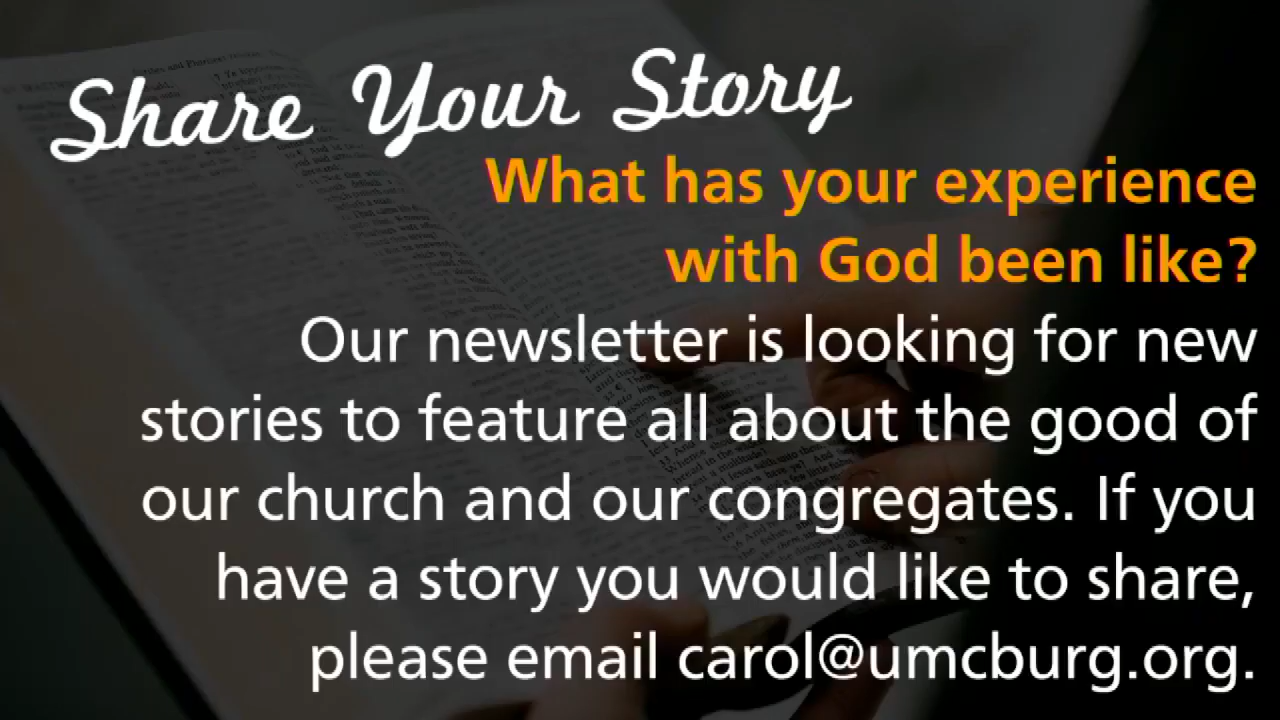 Share Your Story
What has your experience
with God been like?
Our newsletter is looking for new
stories to feature all about the good of
our church and our congregates. If you
have a story you would like to share,
please email carol@umcburg.org.